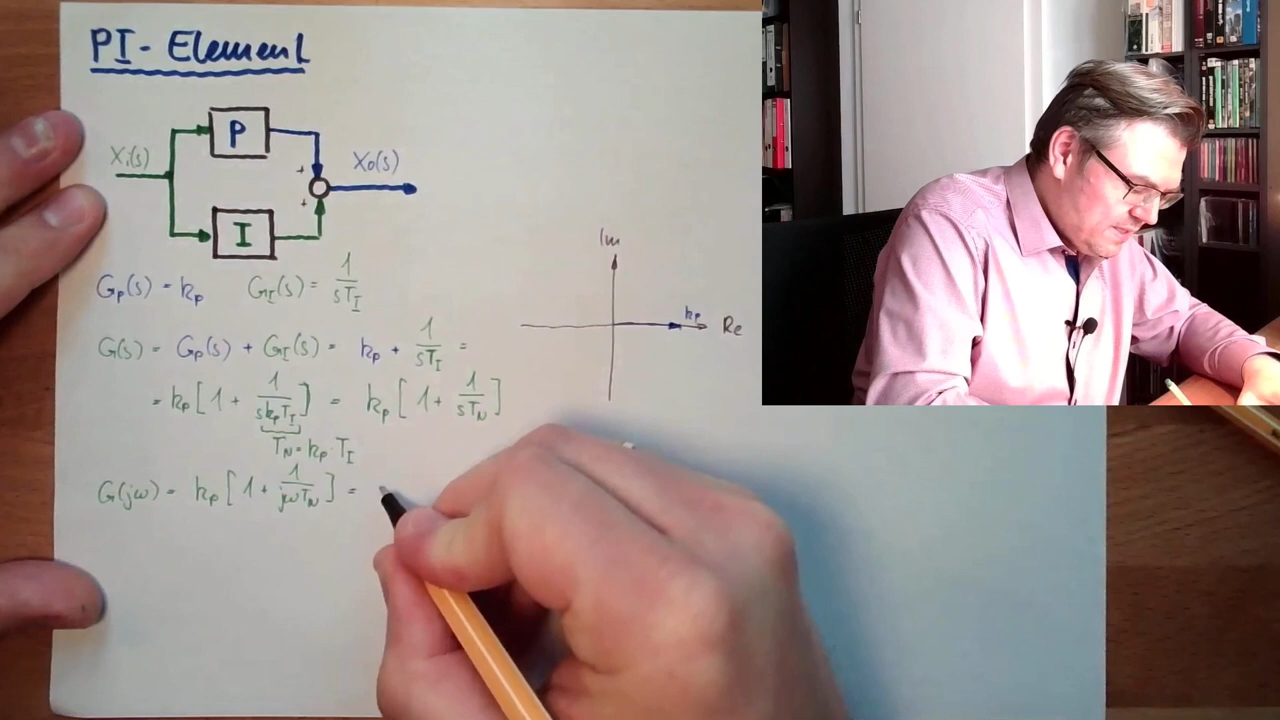 PI-Element
P
Xi(s)
Xo(s)
+
+
I
Gp(s) = kp GI(s) = 1/sTI
G(s) = Gp(s) + GI(s) = kp + 1/sTI =
= kp [1 + 1/skpTI] = kp [1 + 1/sTN]
TN = kp · TI
G(jω) = kp [1 + 1/jωTN] =
Im
kp
Re